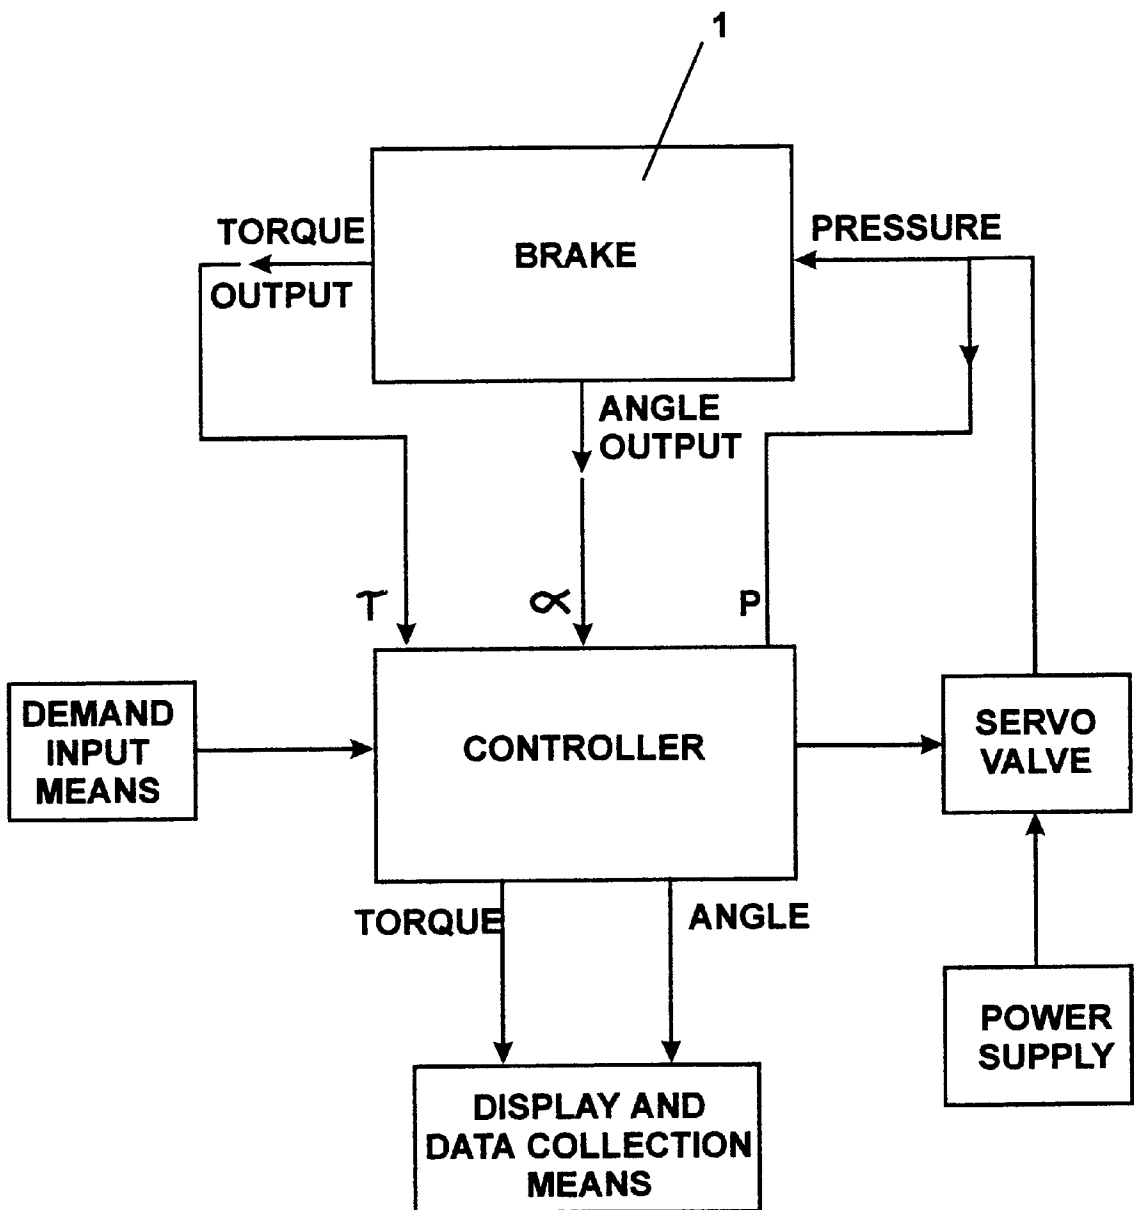 1
TORQUE
OUTPUT
BRAKE
PRESSURE
ANGLE
OUTPUT
τ
α
P
DEMAND
INPUT
MEANS
CONTROLLER
SERVO
VALVE
TORQUE
ANGLE
POWER
SUPPLY
DISPLAY AND
DATA COLLECTION
MEANS